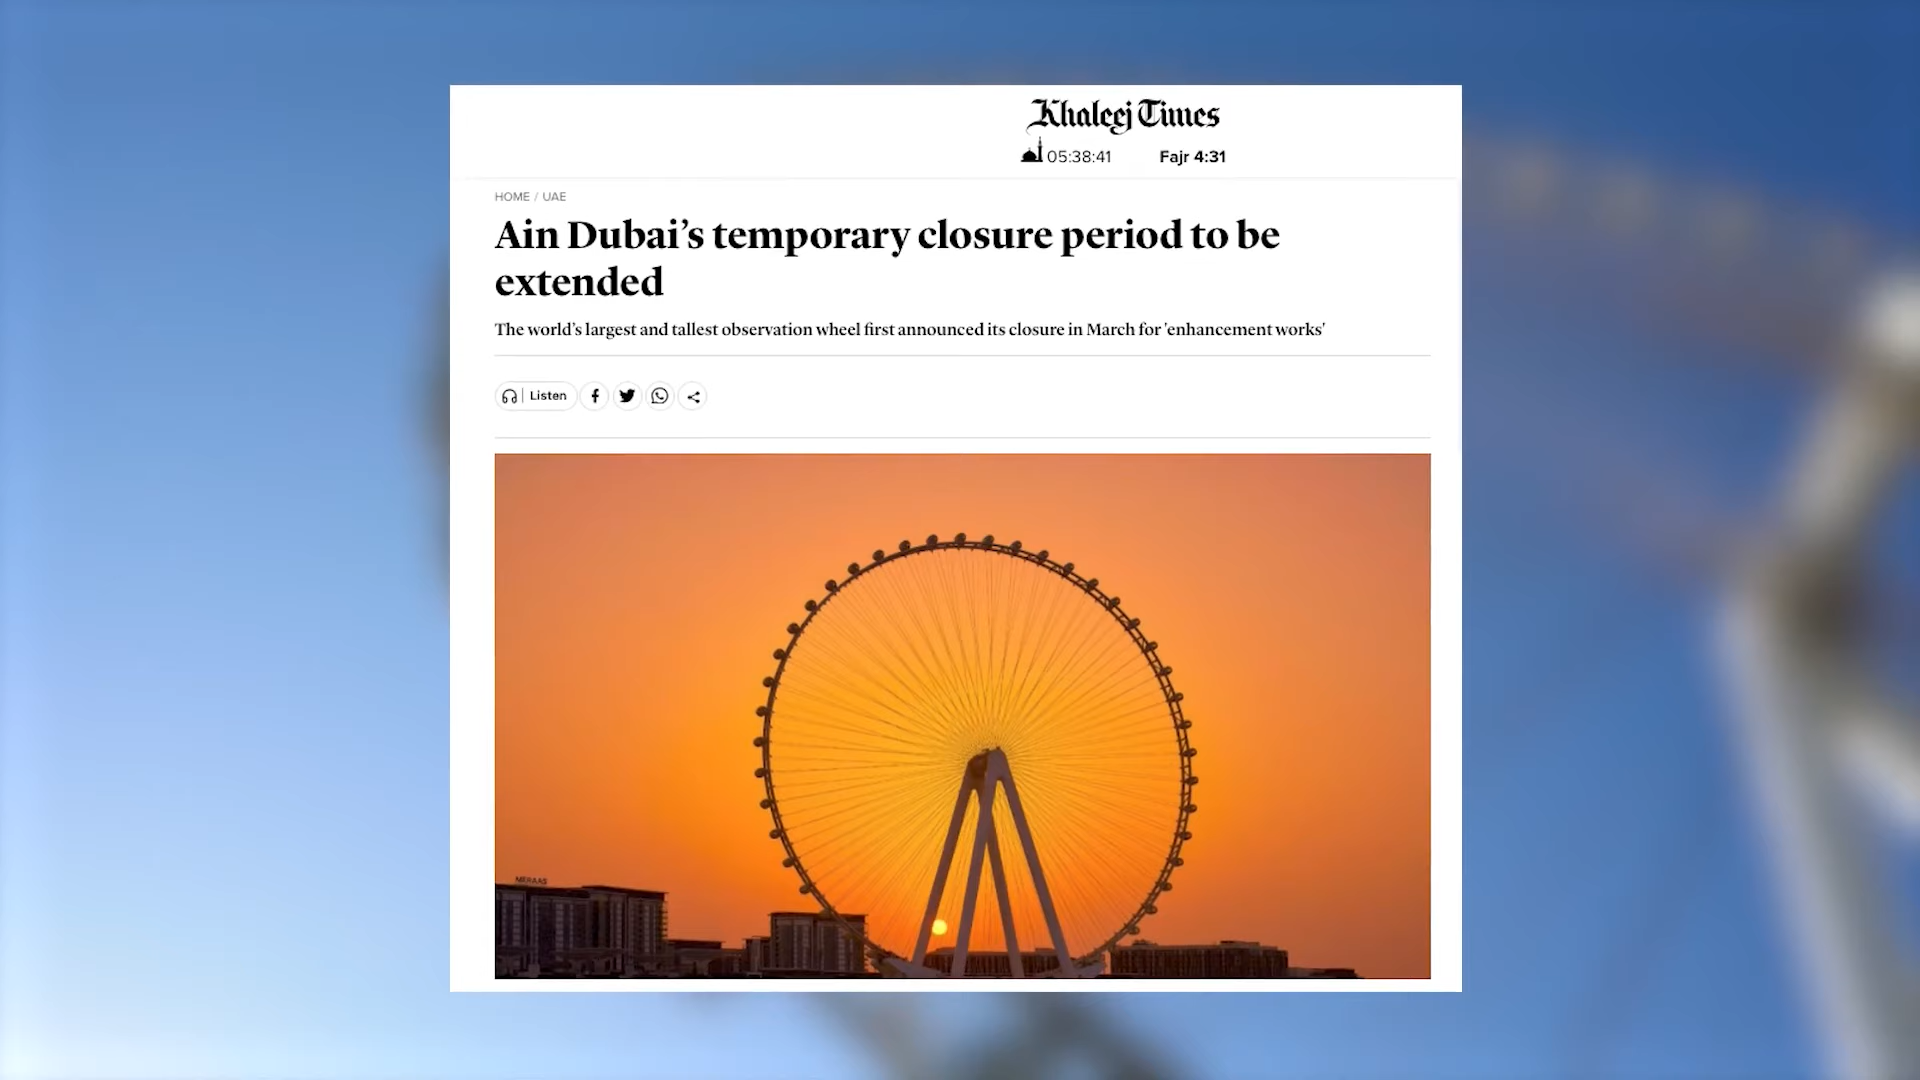 Khaleej Times
05:38:41 Fajr 4:31
HOME / UAE
Ain Dubai’s temporary closure period to be
extended
The world’s largest and tallest observation wheel first announced its closure in March for 'enhancement works'
Listen
MERAAS